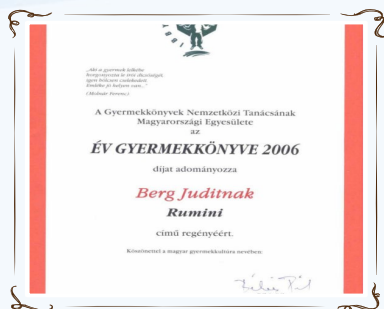 IBBY
A Gyermekkönyvek Nemzetközi Tanácsának
Magyarországi Egyesülete
az
ÉV GYERMEKKÖNYVE 2006
díjat adományozza
Berg Juditnak
Rumini
című regényéért.
Köszönettel a magyar gyermekkultúra nevében: